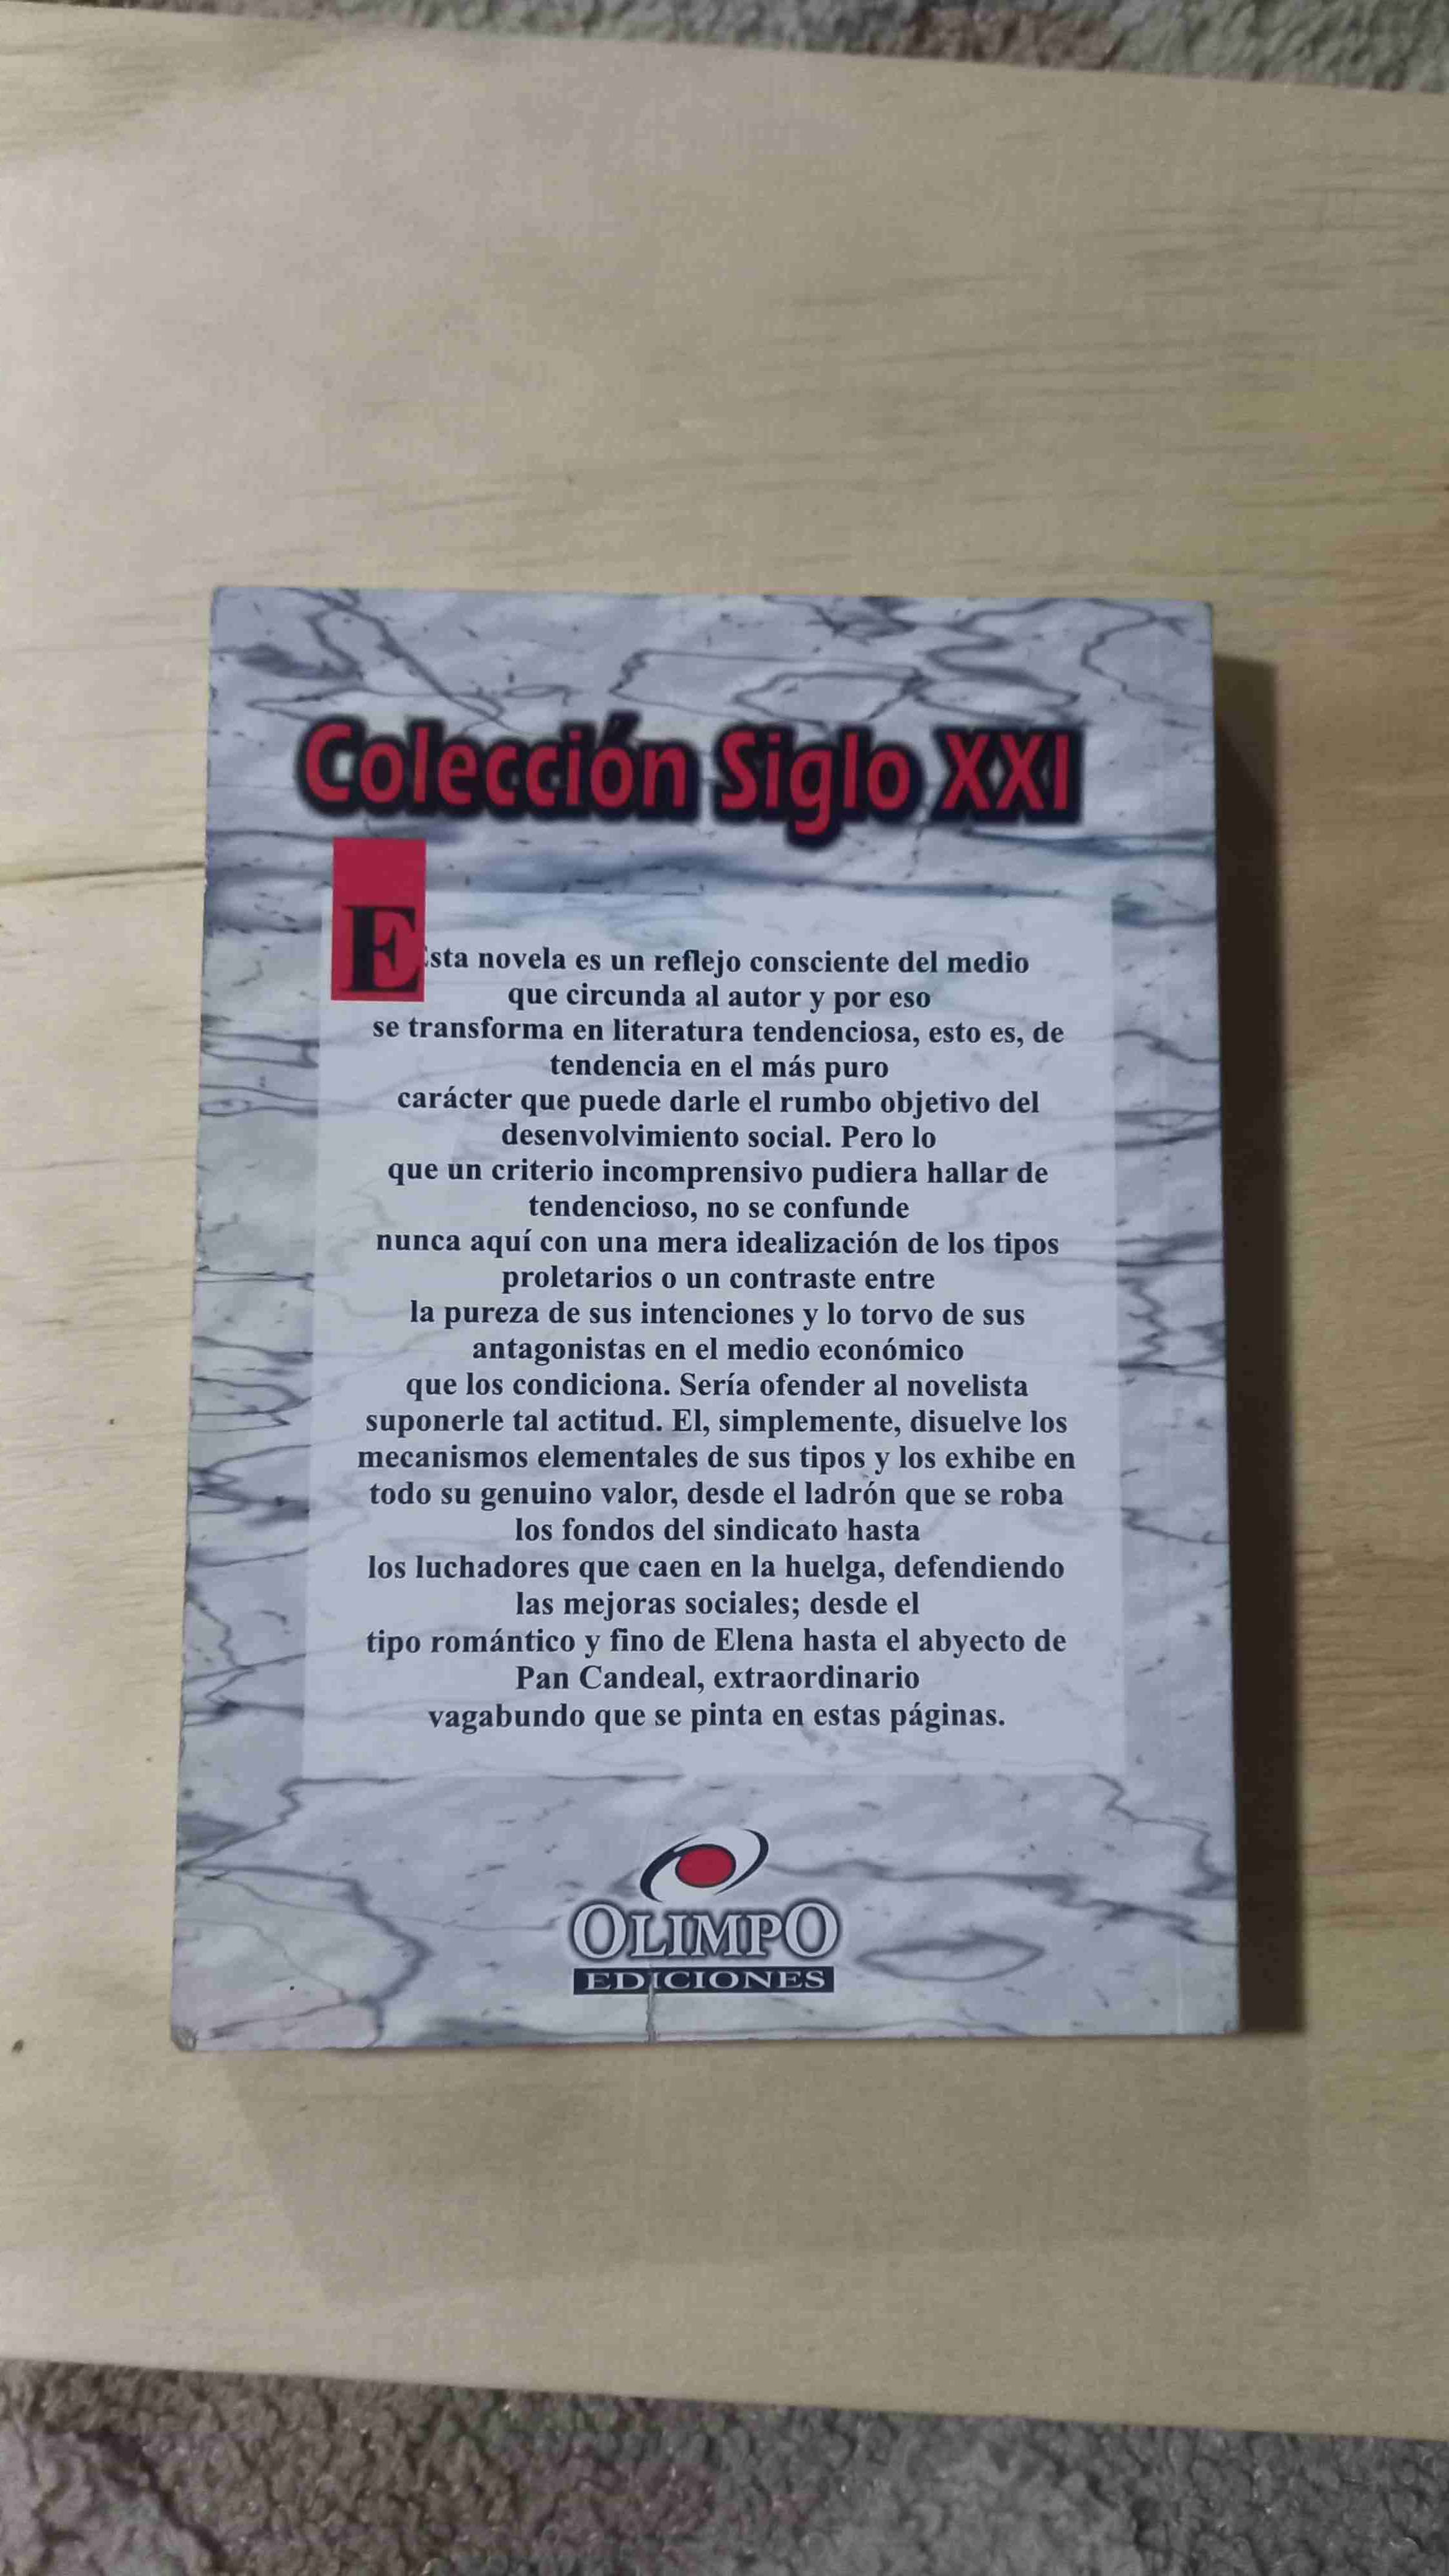 Colección Siglo XXI
Esta novela es un reflejo consciente del medio
que circunda al autor y por eso
se transforma en literatura tendenciosa, esto es, de
tendencia en el más puro
carácter que puede darle el rumbo objetivo del
desenvolvimiento social. Pero lo
que un criterio incomprensivo pudiera hallar de
tendencioso, no se confunde
nunca aquí con una mera idealización de los tipos
proletarios o un contraste entre
la pureza de sus intenciones y lo torvo de sus
antagonistas en el medio económico
que los condiciona. Sería ofender al novelista
suponerle tal actitud. El, simplemente, disuelve los
mecanismos elementales de sus tipos y los exhibe en
todo su genuino valor, desde el ladrón que se roba
los fondos del sindicato hasta
los luchadores que caen en la huelga, defendiendo
las mejoras sociales; desde el
tipo romántico y fino de Elena hasta el abyecto de
Pan Candeal, extraordinario
vagabundo que se pinta en estas páginas.
OLIMPO
EDICIONES